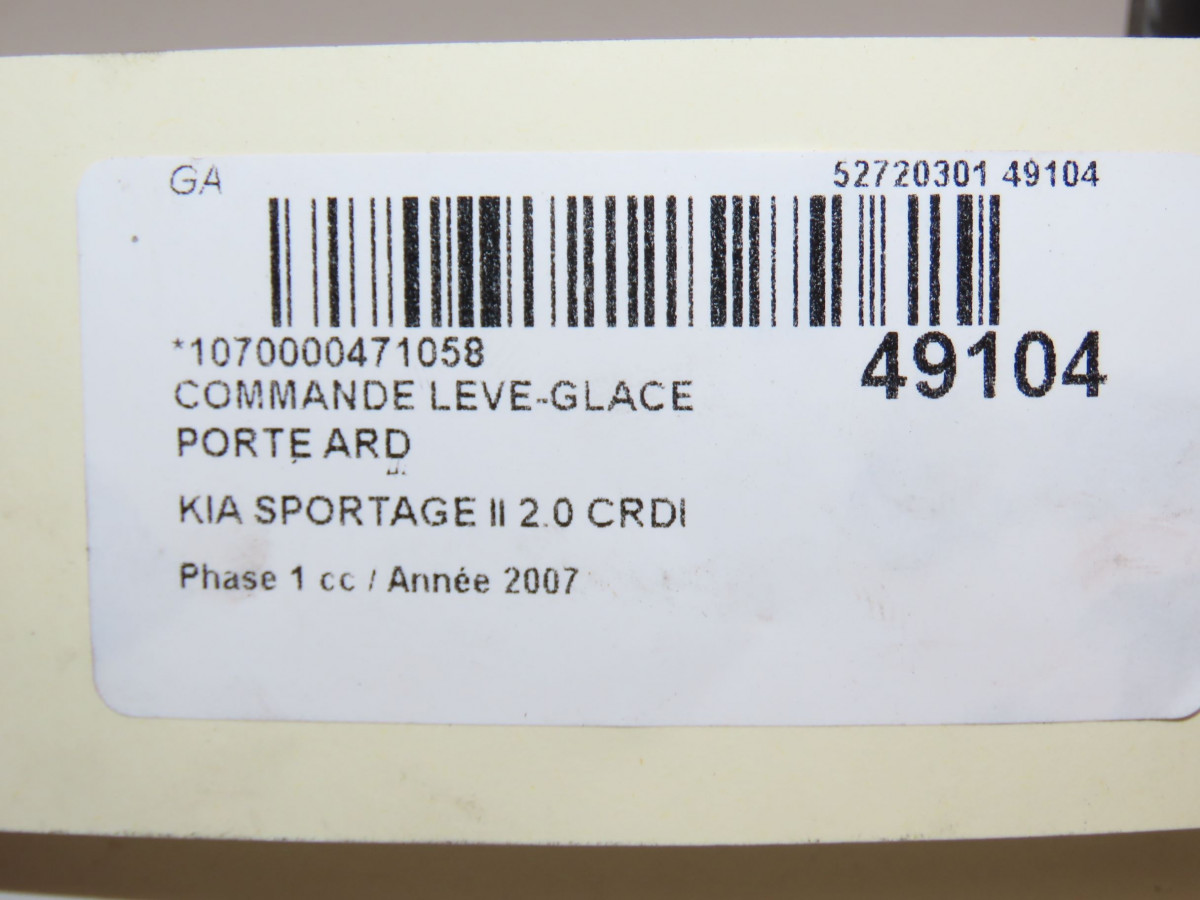 GA 52720301 49104
*1070000471058 49104
COMMANDE LEVE-GLACE
PORTE ARD
KIA SPORTAGE II 2.0 CRDI
Phase 1 cc / Année 2007